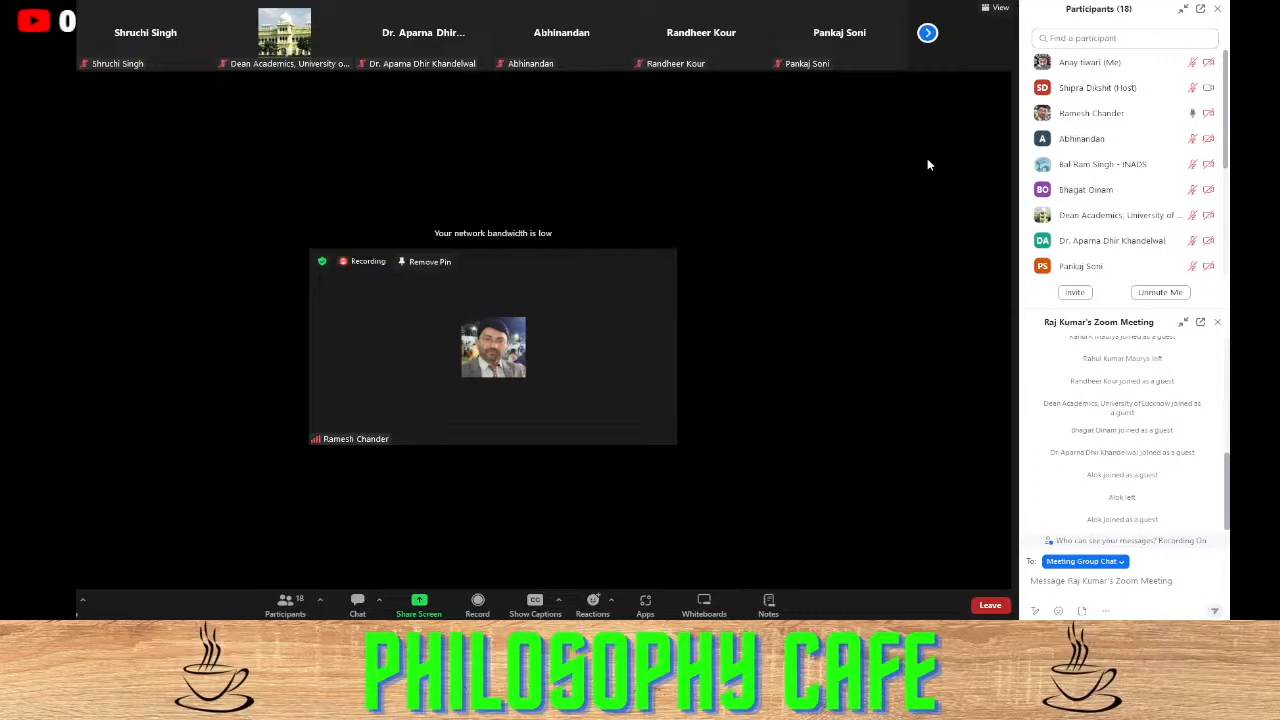 0
Shruchi Singh
Dr. Aparna Dhir...
Abhinandan
Randheer Kour
Pankaj Soni
Shruchi Singh
Dean Academics, University o...
Dr. Aparna Dhir Khandelwal
Abhinandan
Randheer Kour
Pankaj Soni
View
Your network bandwidth is low
Recording
Remove Pin
Ramesh Chander
Participants (18)
Find a participant
Anay tiwari (Me)
SD Shipra Dikshit (Host)
Ramesh Chander
A Abhinandan
Bal Ram Singh - INADS
BO Bhagat Oinam
Dean Academics, University of ...
DA Dr. Aparna Dhir Khandelwal
PS Pankaj Soni
Invite
Unmute Me
Raj Kumar's Zoom Meeting
Rahul Kumar Maurya left
Randheer Kour joined as a guest
Dean Academics, University of Lucknow joined as
a guest
Bhagat Oinam joined as a guest
Dr. Aparna Dhir Khandelwal joined as a guest
Alok joined as a guest
Alok left
Alok joined as a guest
Who can see your messages? Recording On
To: Meeting Group Chat
Message Raj Kumar's Zoom Meeting
18
Participants
Chat
Share Screen
Record
Show Captions
Reactions
Apps
Whiteboards
Notes
Leave
PHILOSOPHY CAFE